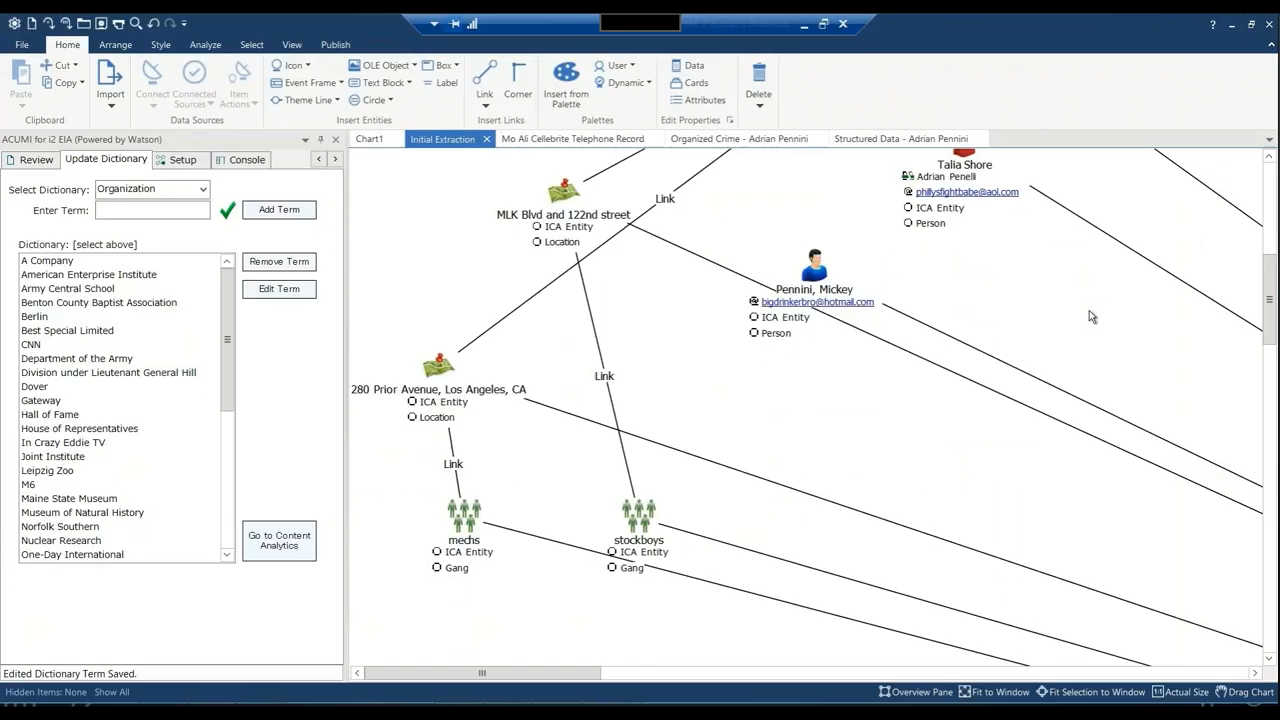 File Home Arrange Style Analyze Select View Publish
Paste Cut Copy Import Connect Connected Sources Item Actions Icon Event Frame Theme Line OLE Object Text Block Circle Box Label Link Corner Insert from Palette User Dynamic Data Cards Attributes Delete
Clipboard Data Sources Insert Entities Insert Links Palettes Edit Properties
ACUMI for i2 EIA (Powered by Watson)
Chart1 Initial Extraction Mo Ali Cellebrite Telephone Record Organized Crime - Adrian Pennini Structured Data - Adrian Pennini
Review Update Dictionary Setup Console
Select Dictionary: Organization
Enter Term: Add Term
Dictionary: [select above]
A Company
American Enterprise Institute
Army Central School
Benton County Baptist Association
Berlin
Best Special Limited
CNN
Department of the Army
Division under Lieutenant General Hill
Dover
Gateway
Hall of Fame
House of Representatives
In Crazy Eddie TV
Joint Institute
Leipzig Zoo
M6
Maine State Museum
Museum of Natural History
Norfolk Southern
Nuclear Research
One-Day International
Remove Term
Edit Term
Go to Content
Analytics
Edited Dictionary Term Saved.
Talia Shore
Adrian Penelli
phillysfightbabe@aol.com
ICA Entity
Person
Link
MLK Blvd and 122nd street
ICA Entity
Location
Pennini, Mickey
bigdrinkerbro@hotmail.com
ICA Entity
Person
Link
280 Prior Avenue, Los Angeles, CA
ICA Entity
Location
Link
mechs
ICA Entity
Gang
stockboys
ICA Entity
Gang
Hidden Items: None Show All
Overview Pane Fit to Window Fit Selection to Window Actual Size Drag Chart